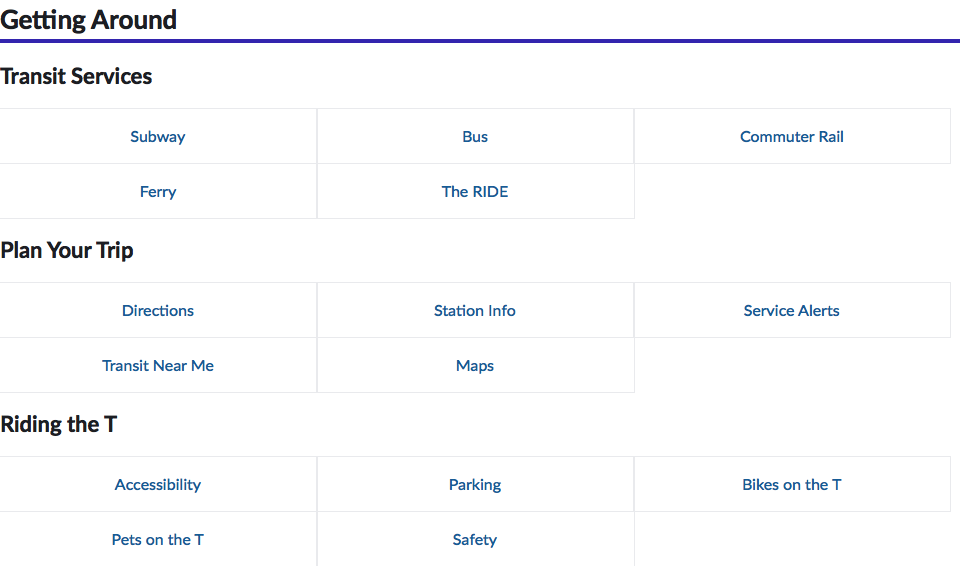 Getting Around
Transit Services
Subway
Bus
Commuter Rail
Ferry
The RIDE
Plan Your Trip
Directions
Station Info
Service Alerts
Transit Near Me
Maps
Riding the T
Accessibility
Parking
Bikes on the T
Pets on the T
Safety